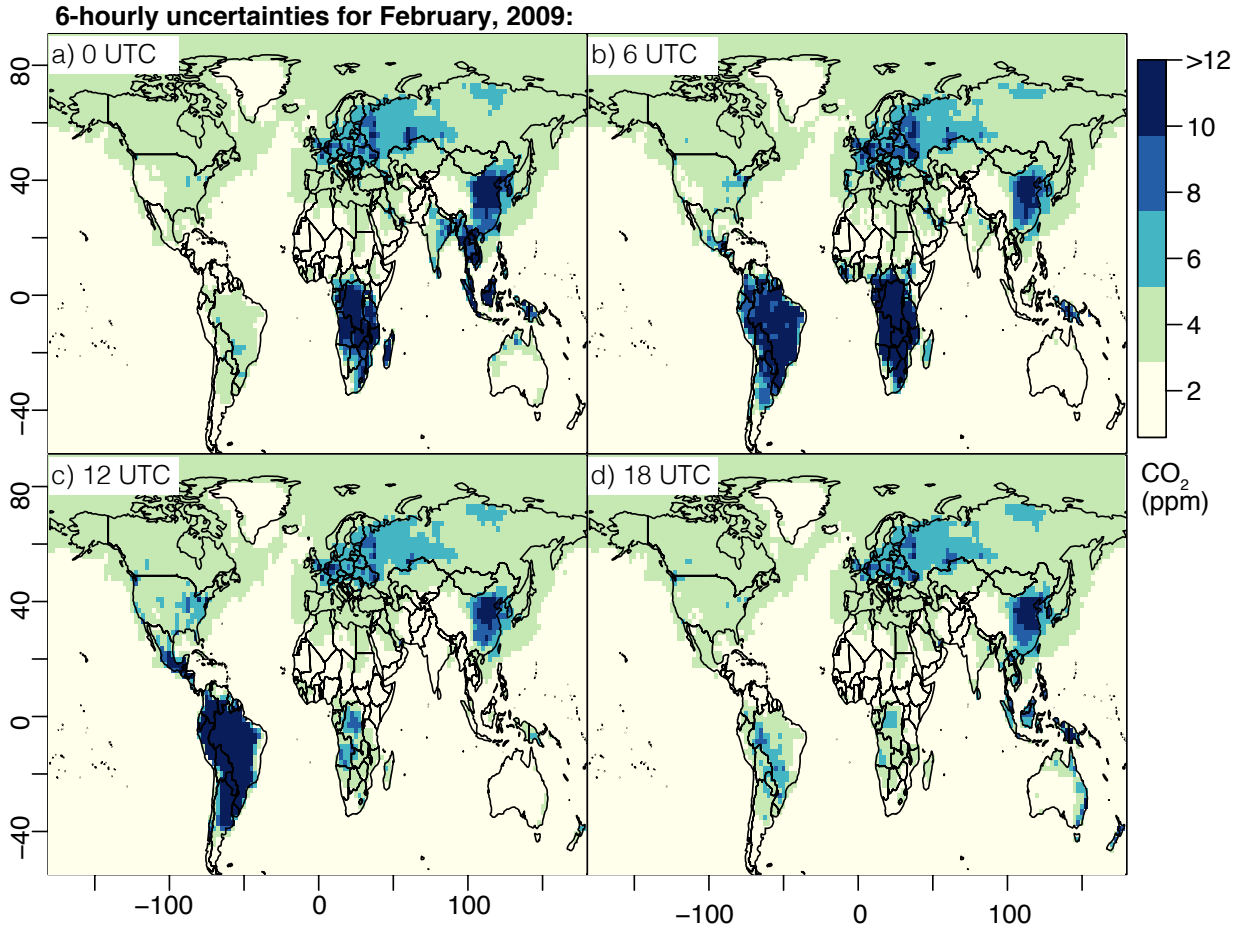 6-hourly uncertainties for February, 2009:
a) 0 UTC
b) 6 UTC
80
40
0
−40
>12
10
8
6
4
2
c) 12 UTC
d) 18 UTC
CO₂
(ppm)
80
40
0
−40
−100 0 100
−100 0 100